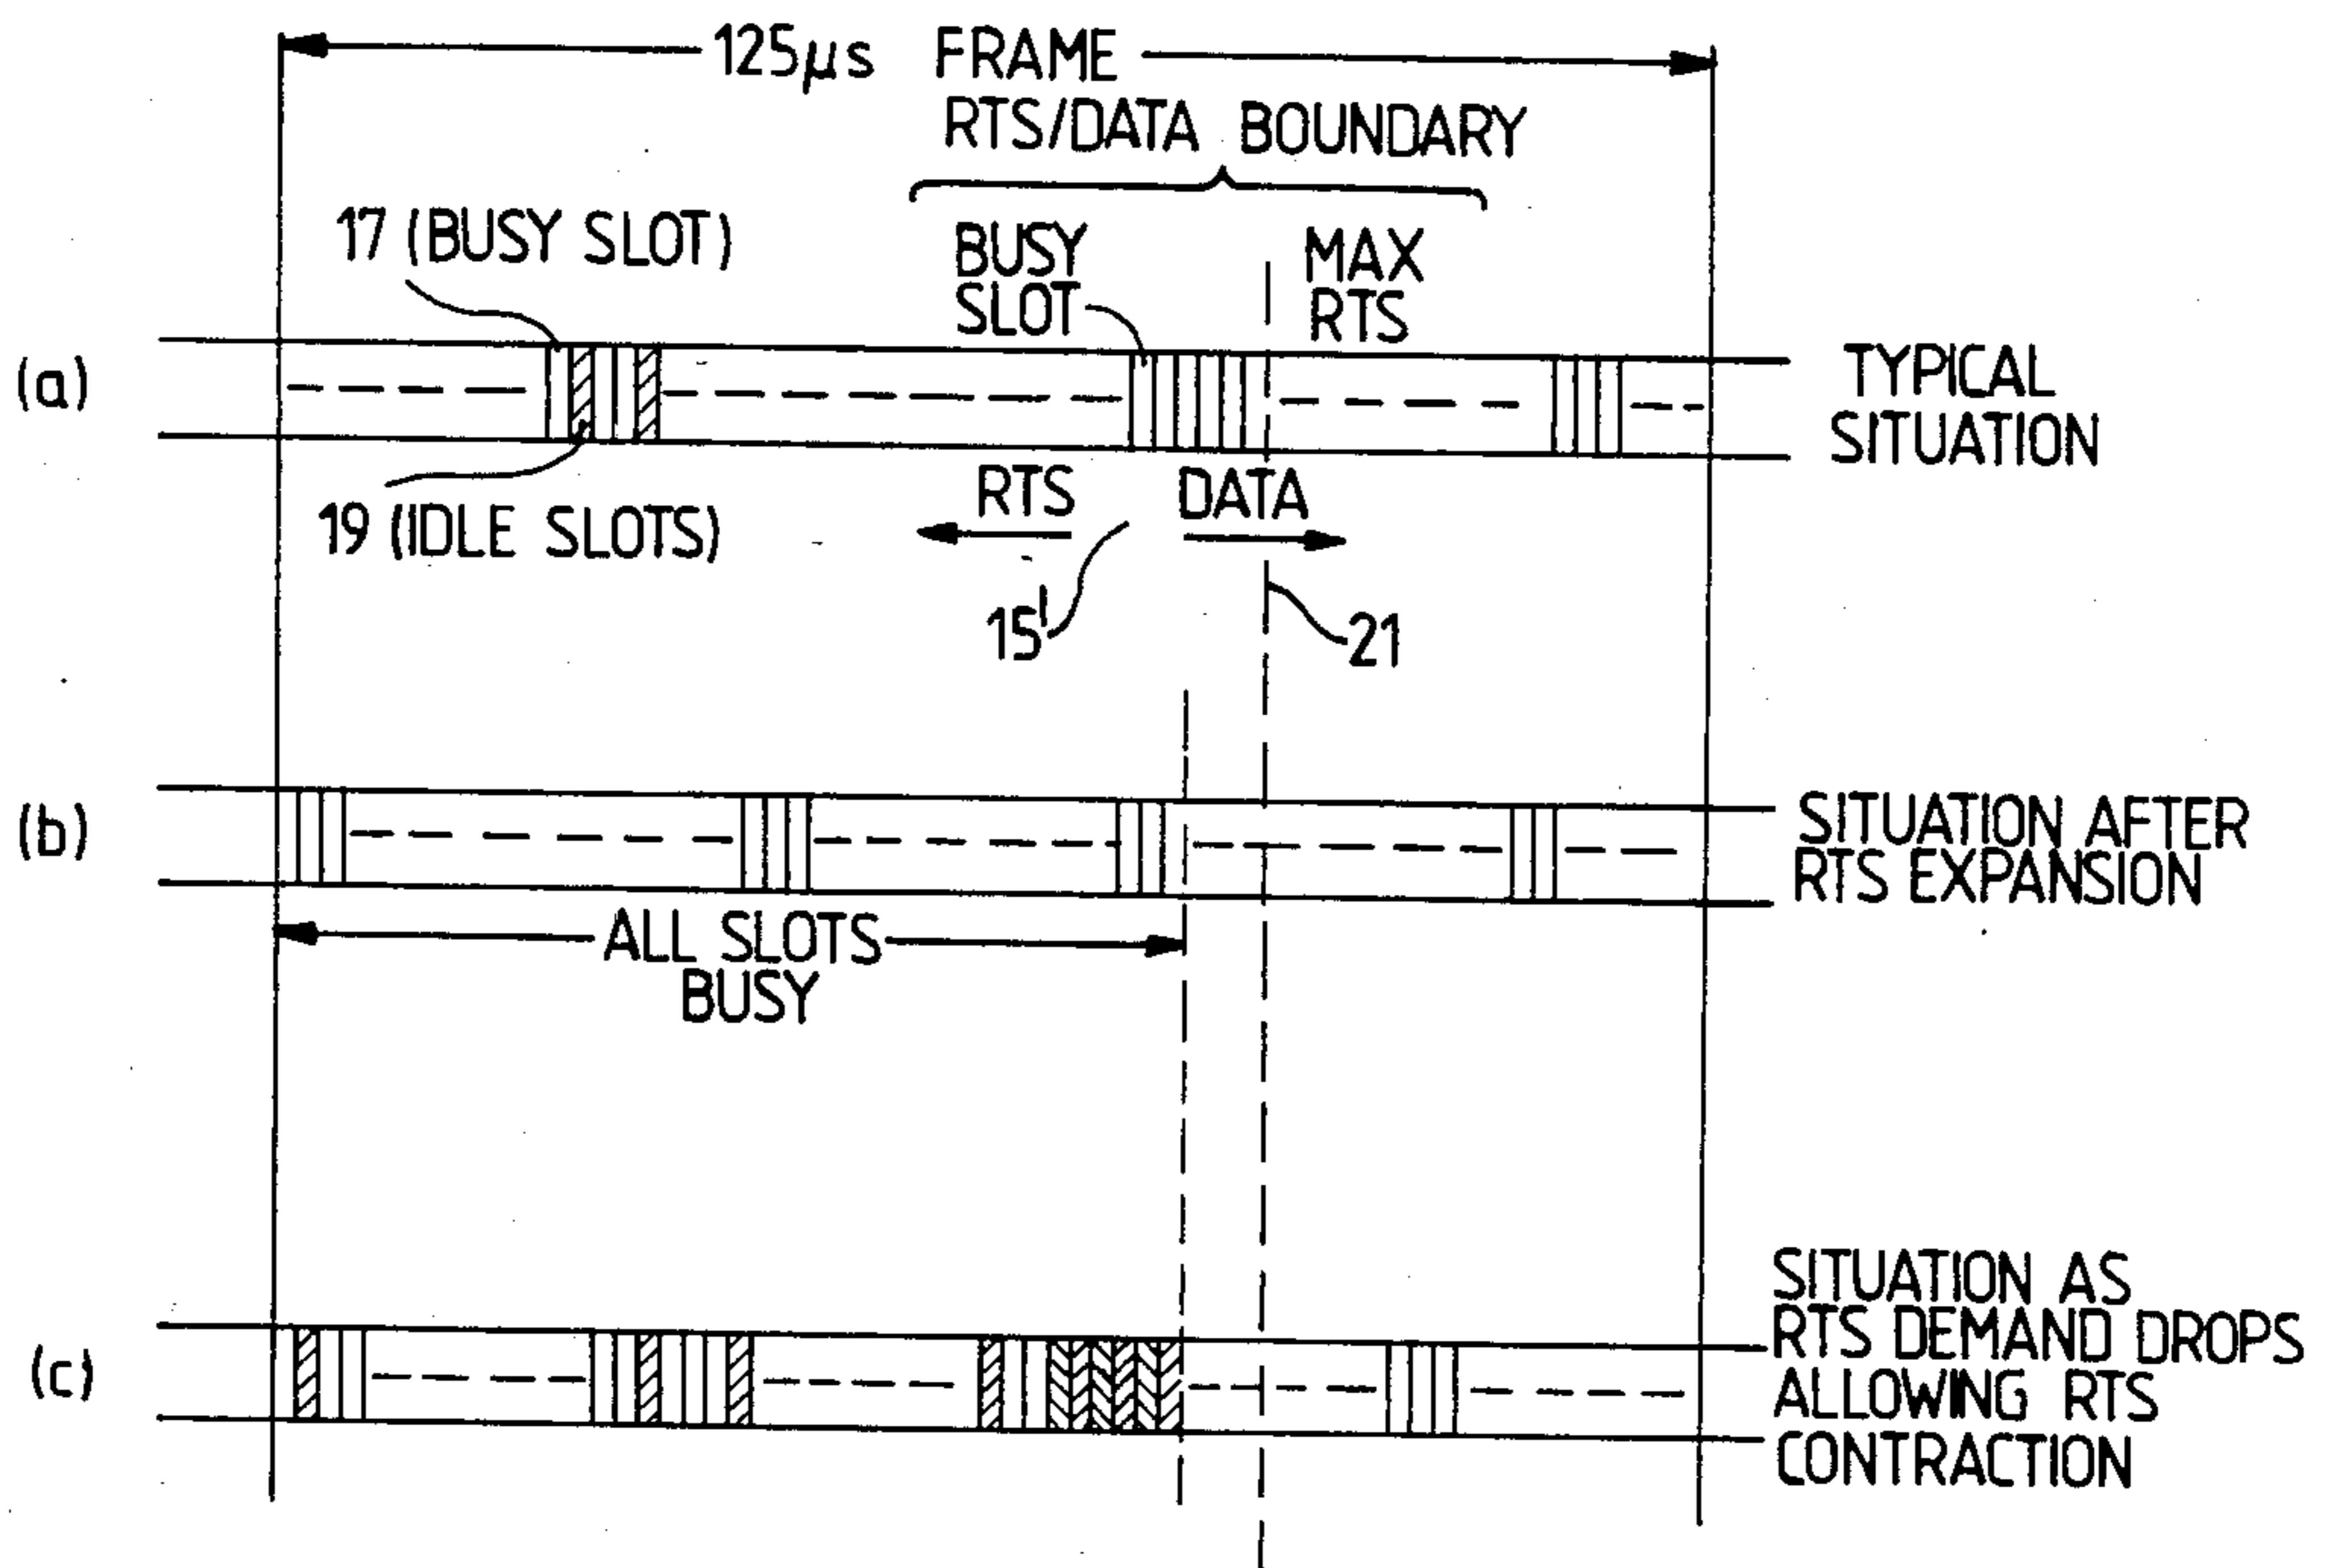 125μs FRAME
RTS/DATA BOUNDARY
17 (BUSY SLOT)
BUSY
SLOT
MAX
RTS
(a)
TYPICAL
SITUATION
19 (IDLE SLOTS)
RTS
DATA
15'
21
(b)
SITUATION AFTER
RTS EXPANSION
ALL SLOTS
BUSY
(c)
SITUATION AS
RTS DEMAND DROPS
ALLOWING RTS
CONTRACTION